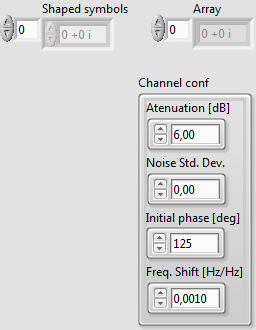 Shaped symbols
Array
0
0 +0 i
0
0 +0 i
Channel conf
Atenuation [dB]
6,00
Noise Std. Dev.
0,00
Initial phase [deg]
125
Freq. Shift [Hz/Hz]
0,0010